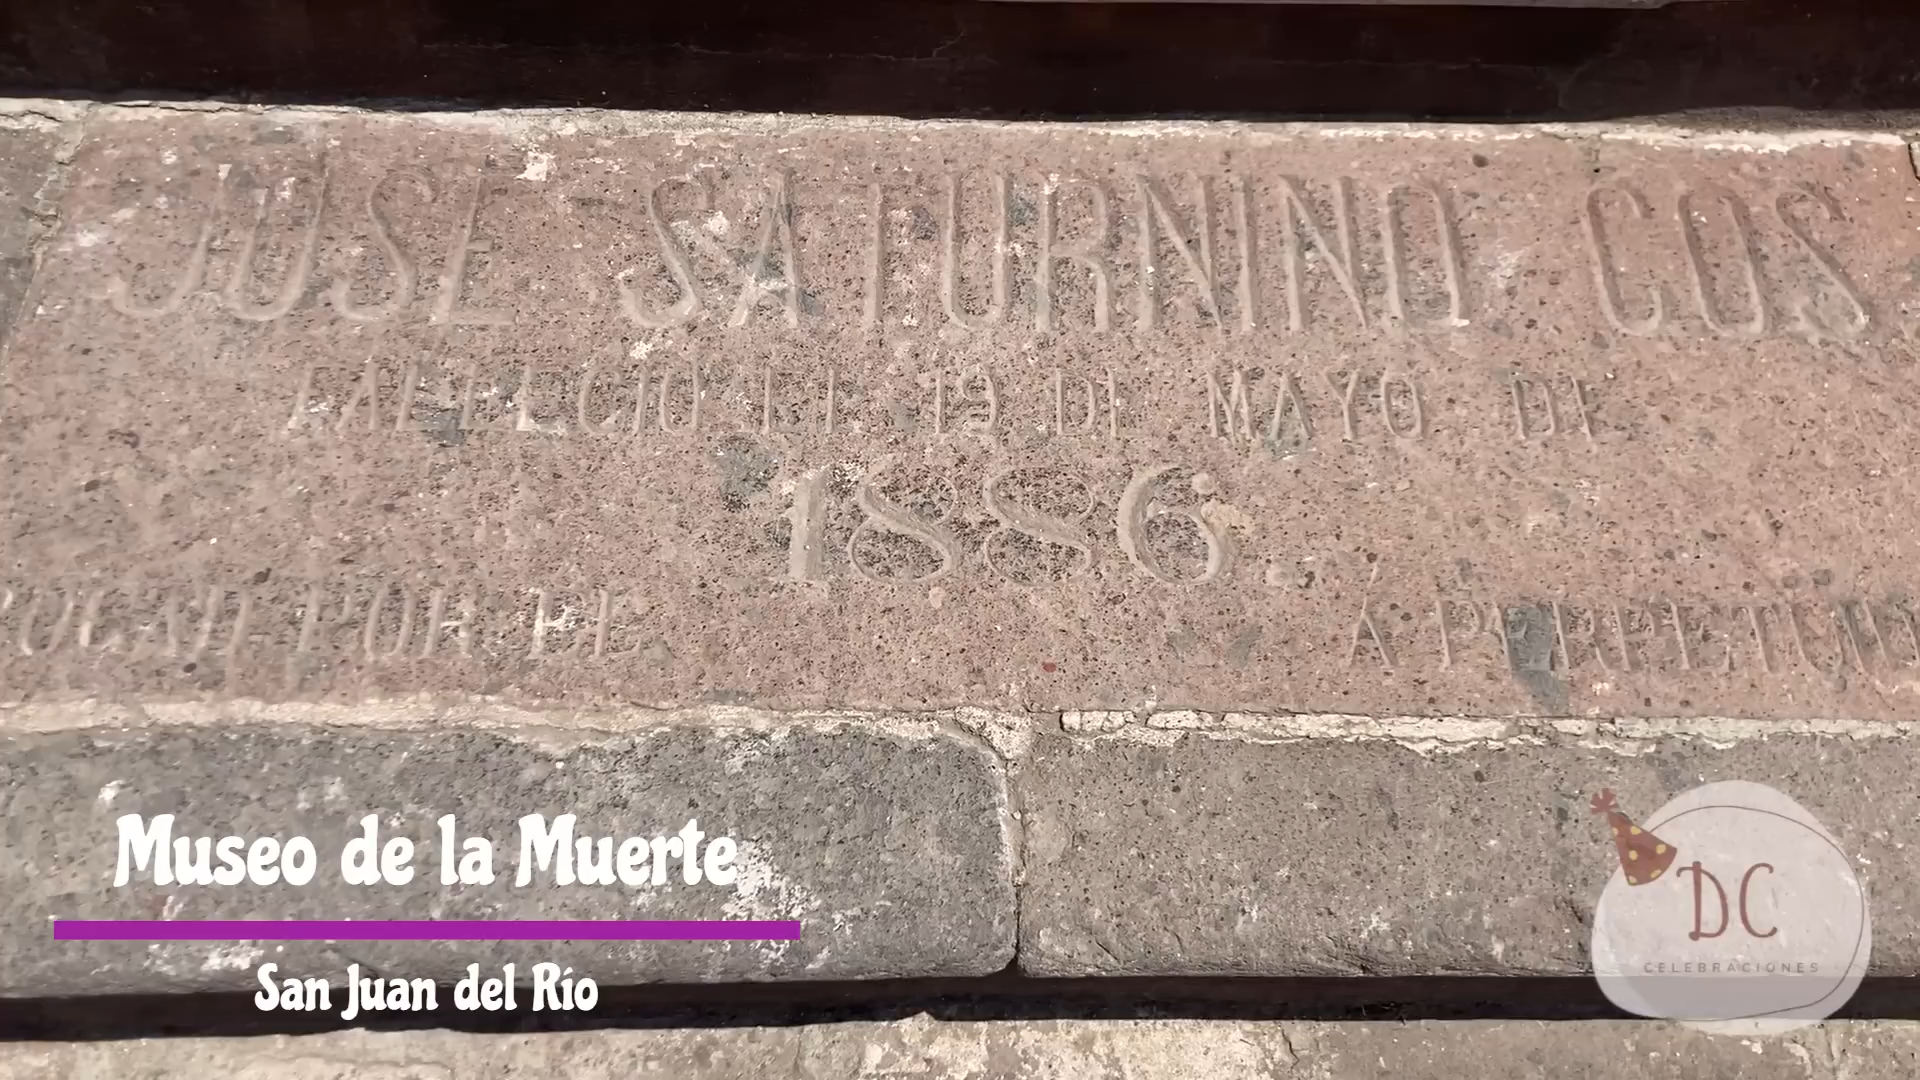 JOSE SATURNINO COS
FALLECIO EL 19 DE MAYO DE
1886
POR EL. A PERPETUI
Museo de la Muerte
San Juan del Río
DC
CELEBRACIONES